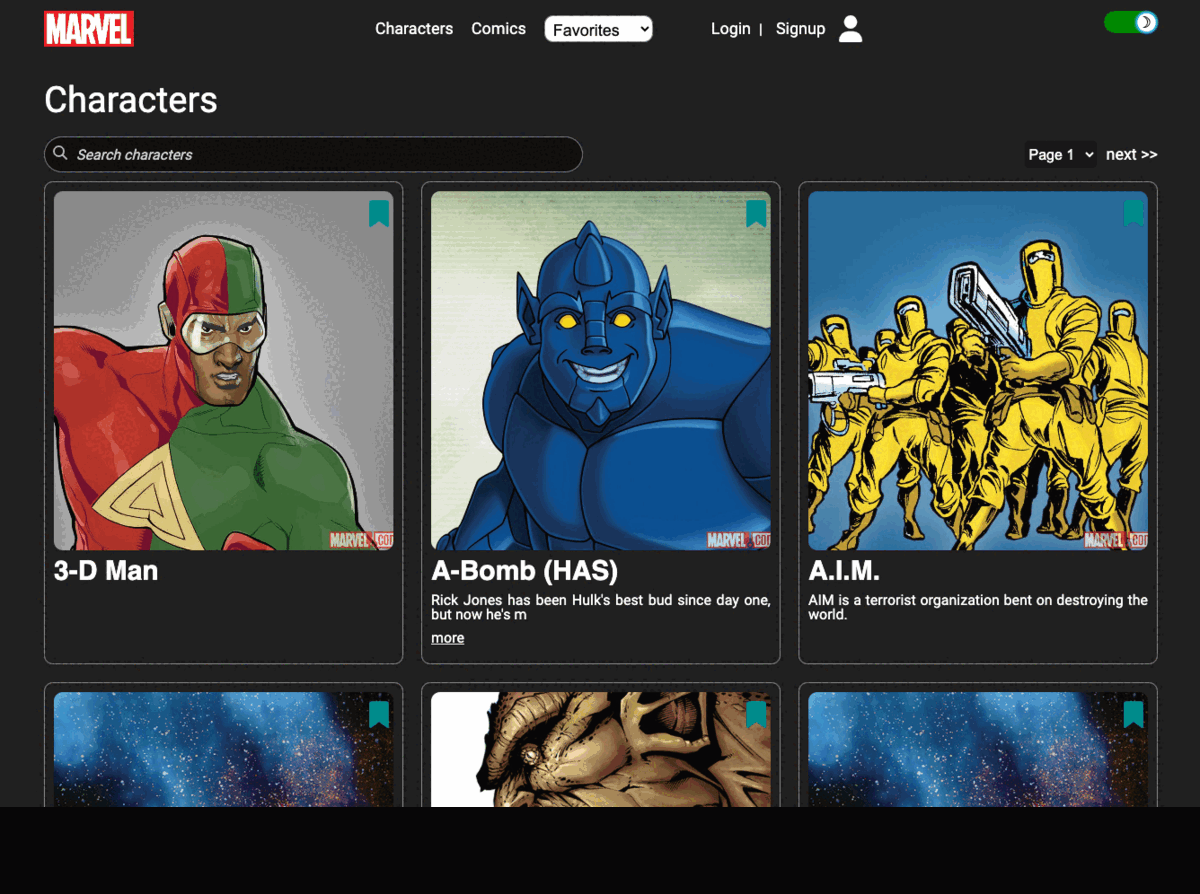 MARVEL
Characters Comics Favorites Login | Signup
Characters
Search characters
Page 1 next >>
MARVEL.COM
MARVEL.COM
MARVEL.COM
3-D Man
A-Bomb (HAS)
A.I.M.
Rick Jones has been Hulk's best bud since day one,
but now he's m
more
AIM is a terrorist organization bent on destroying the
world.